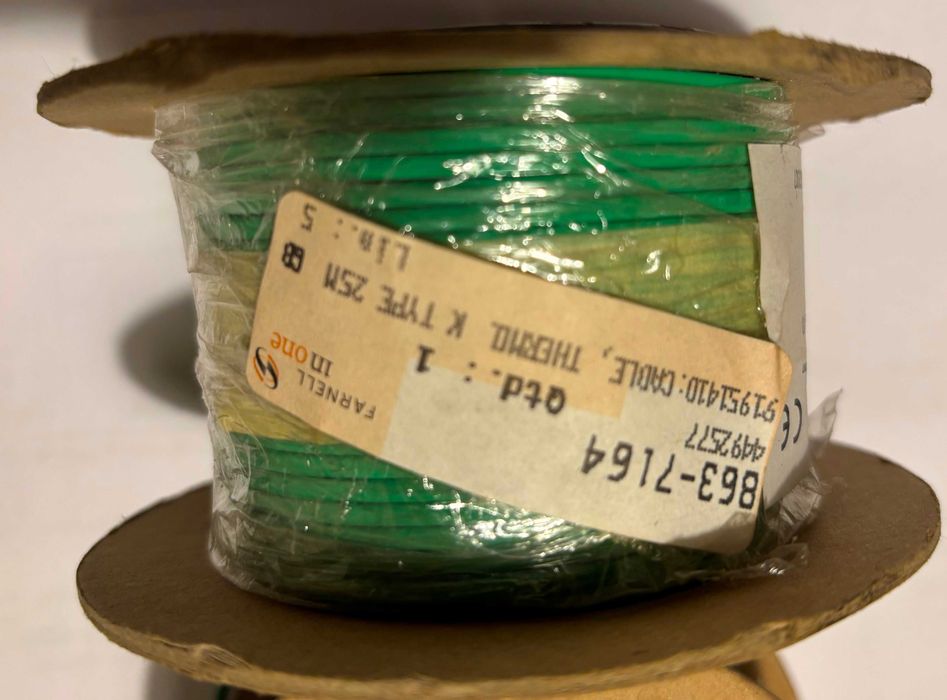 863-7164
4492577
91951410:CABLE, THERMO. K TYPE 25M GB
Qtd.: 1
Lin.: 5
FARNELL
in one
CE